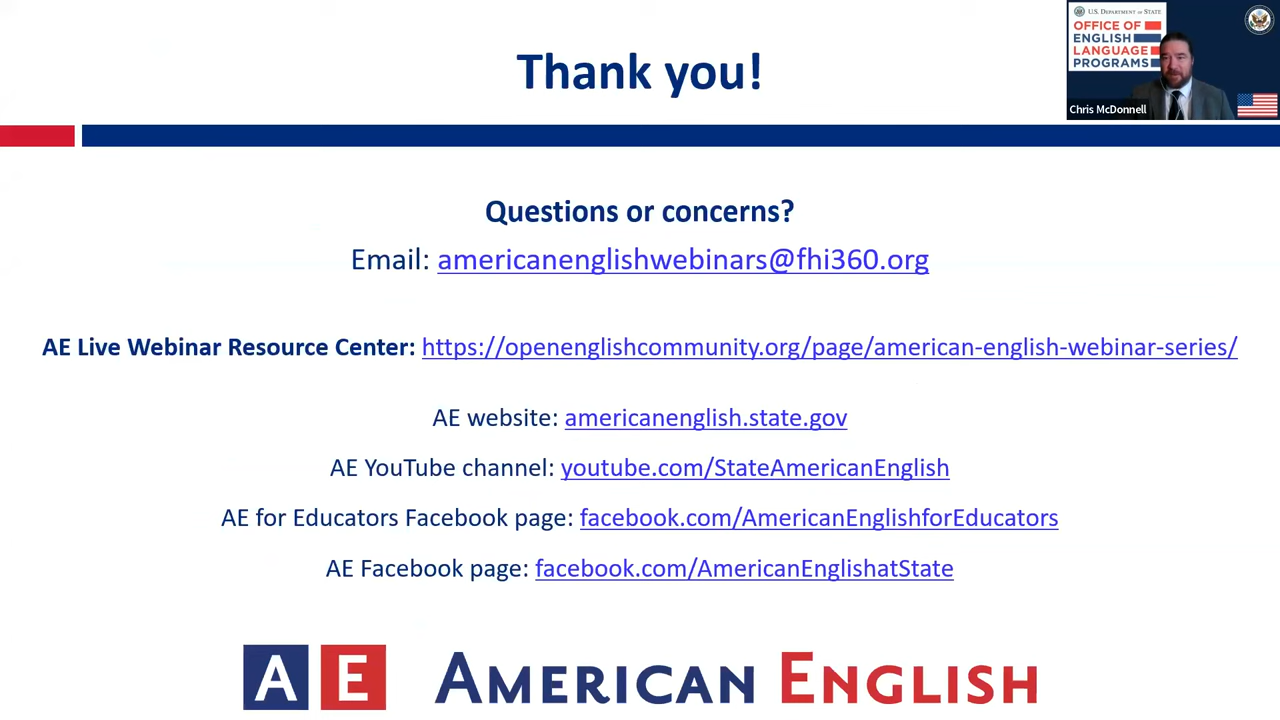 Thank you!
U.S. DEPARTMENT OF STATE
OFFICE OF
ENGLISH
LANGUAGE
PROGRAMS
Chris McDonnell
Questions or concerns?
Email: americanenglishwebinars@fhi360.org
AE Live Webinar Resource Center: https://openenglishcommunity.org/page/american-english-webinar-series/
AE website: americanenglish.state.gov
AE YouTube channel: youtube.com/StateAmericanEnglish
AE for Educators Facebook page: facebook.com/AmericanEnglishforEducators
AE Facebook page: facebook.com/AmericanEnglishatState
AE AMERICAN ENGLISH